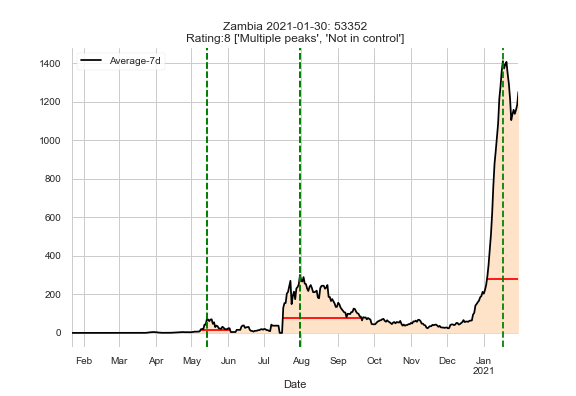 Zambia 2021-01-30: 53352
Rating:8 ['Multiple peaks', 'Not in control']
Average-7d
1400
1200
1000
800
600
400
200
0
Feb Mar Apr May Jun Jul Aug Sep Oct Nov Dec Jan
2021
Date